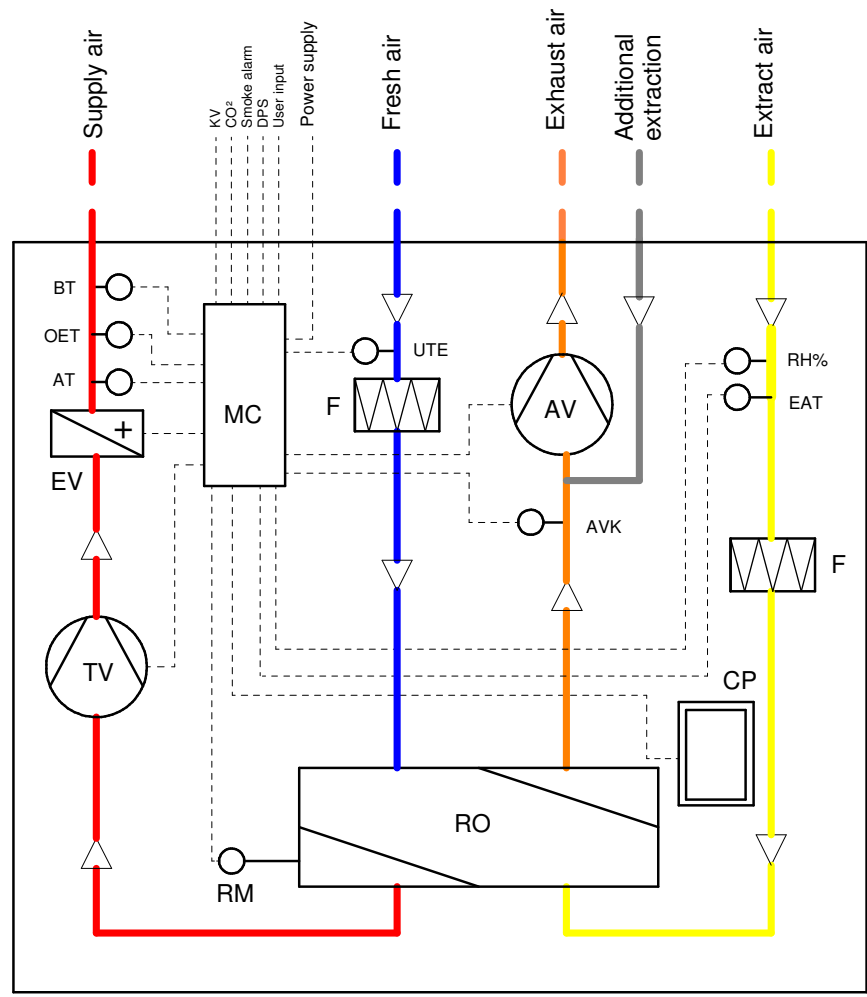 Supply air
KV
CO²
Smoke alarm
DPS
User input
Power supply
Fresh air
Exhaust air
Additional
extraction
Extract air
BT
OET
AT
MC
UTE
F
AV
RH%
EAT
+
EV
AVK
F
TV
CP
RO
RM